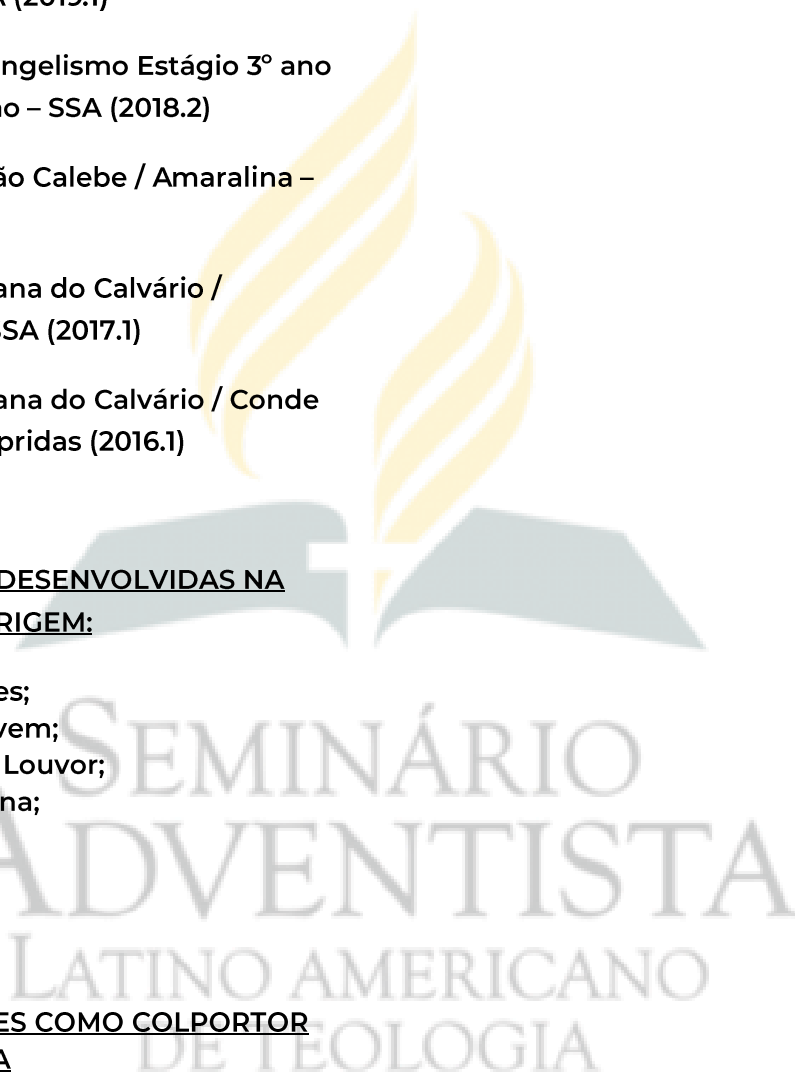 A (2019.1)
ngelismo Estágio 3º ano
no – SSA (2018.2)
ão Calebe / Amaralina –
ana do Calvário /
SSA (2017.1)
ana do Calvário / Conde
pridas (2016.1)
DESENVOLVIDAS NA
RIGEM:
es;
vem;
Louvor;
na;
SEMINÁRIO
ADVENTISTA
LATINO AMERICANO
DE TEOLOGIA
ES COMO COLPORTOR
A